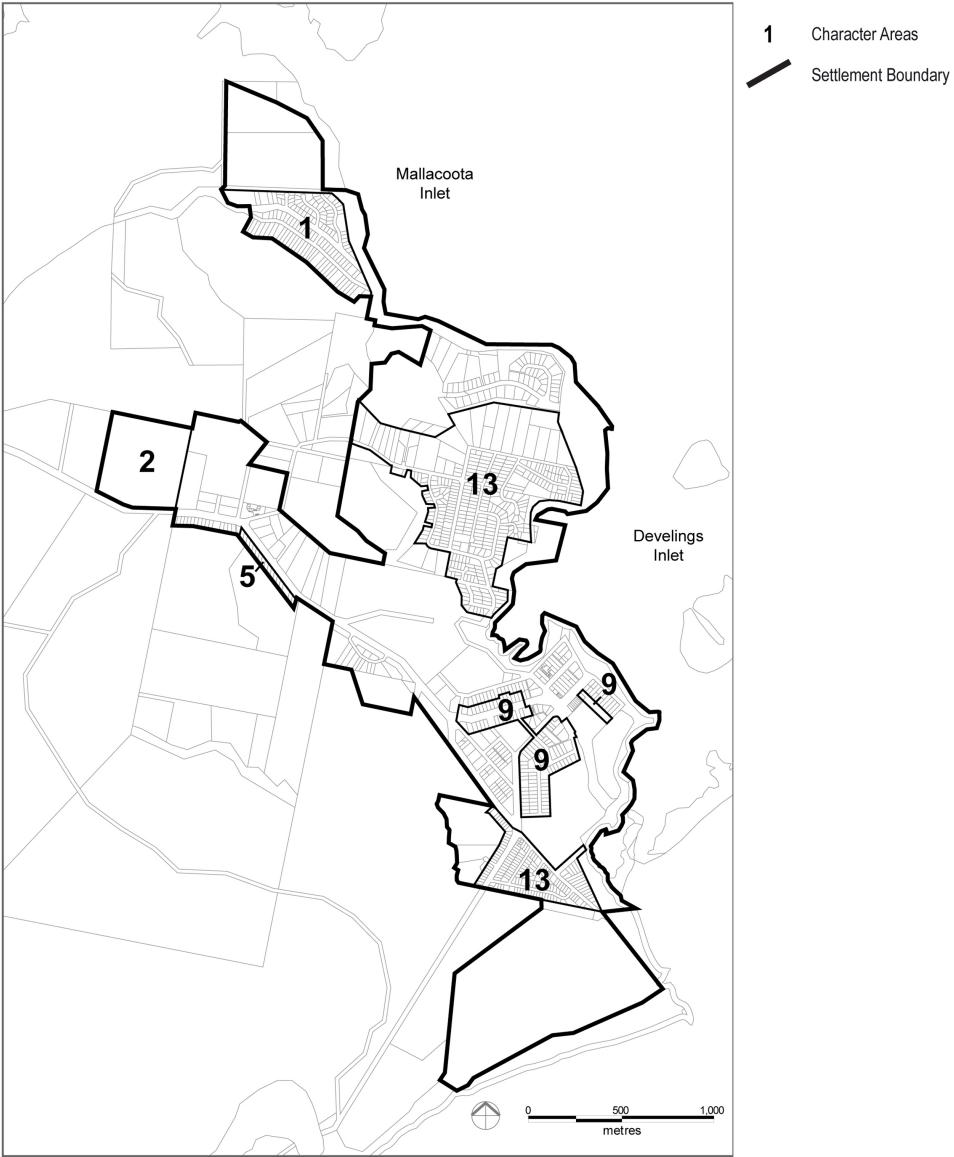 1 Character Areas
Settlement Boundary
Mallacoota
Inlet
1
2
13
Develings
Inlet
5
9
9
9
13
0 500 1,000
metres